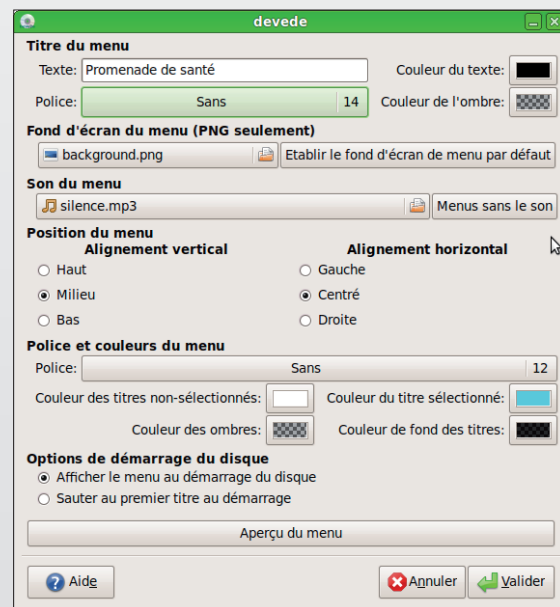 devede
Titre du menu
Texte: Promenade de santé Couleur du texte:
Police: Sans 14 Couleur de l'ombre:
Fond d'écran du menu (PNG seulement)
background.png Etablir le fond d'écran de menu par défaut
Son du menu
silence.mp3 Menus sans le son
Position du menu
Alignement vertical Alignement horizontal
Haut Gauche
Milieu Centré
Bas Droite
Police et couleurs du menu
Police: Sans 12
Couleur des titres non-sélectionnés: Couleur du titre sélectionné:
Couleur des ombres: Couleur de fond des titres:
Options de démarrage du disque
Afficher le menu au démarrage du disque
Sauter au premier titre au démarrage
Aperçu du menu
Aide Annuler Valider